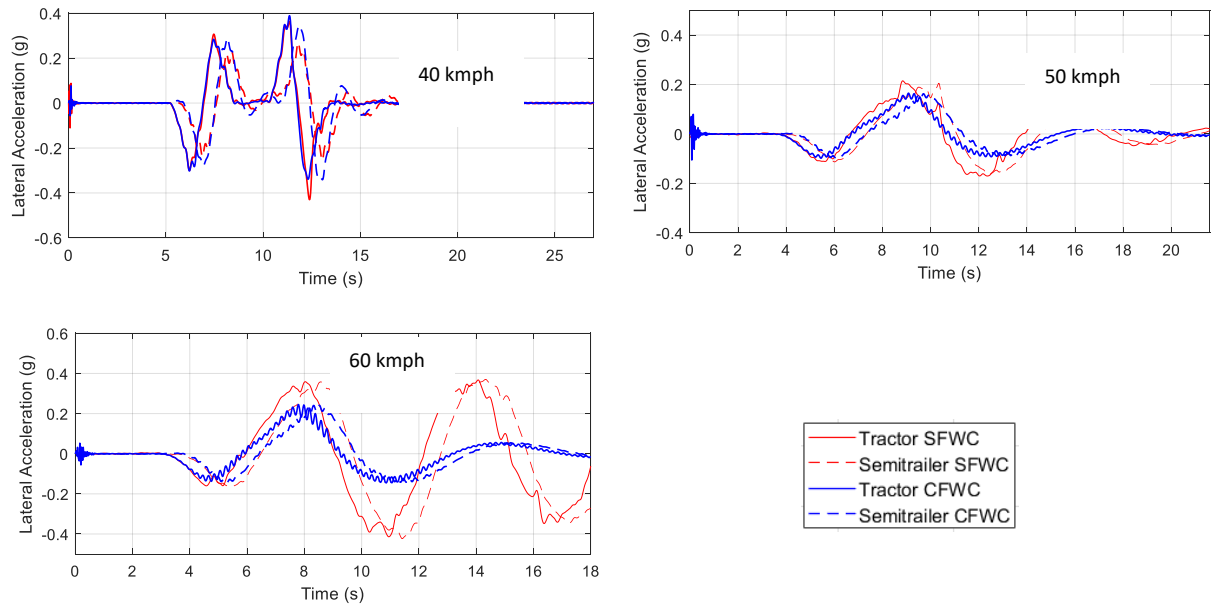 0.4
0.2
0
-0.2
-0.4
-0.6
Lateral Acceleration (g)
40 kmph
0 5 10 15 20 25
Time (s)
0.4
0.2
0
-0.2
-0.4
Lateral Acceleration (g)
50 kmph
0 2 4 6 8 10 12 14 16 18 20
Time (s)
0.6
0.4
0.2
0
-0.2
-0.4
Lateral Acceleration (g)
60 kmph
0 2 4 6 8 10 12 14 16 18
Time (s)
Tractor SFWC
Semitrailer SFWC
Tractor CFWC
Semitrailer CFWC